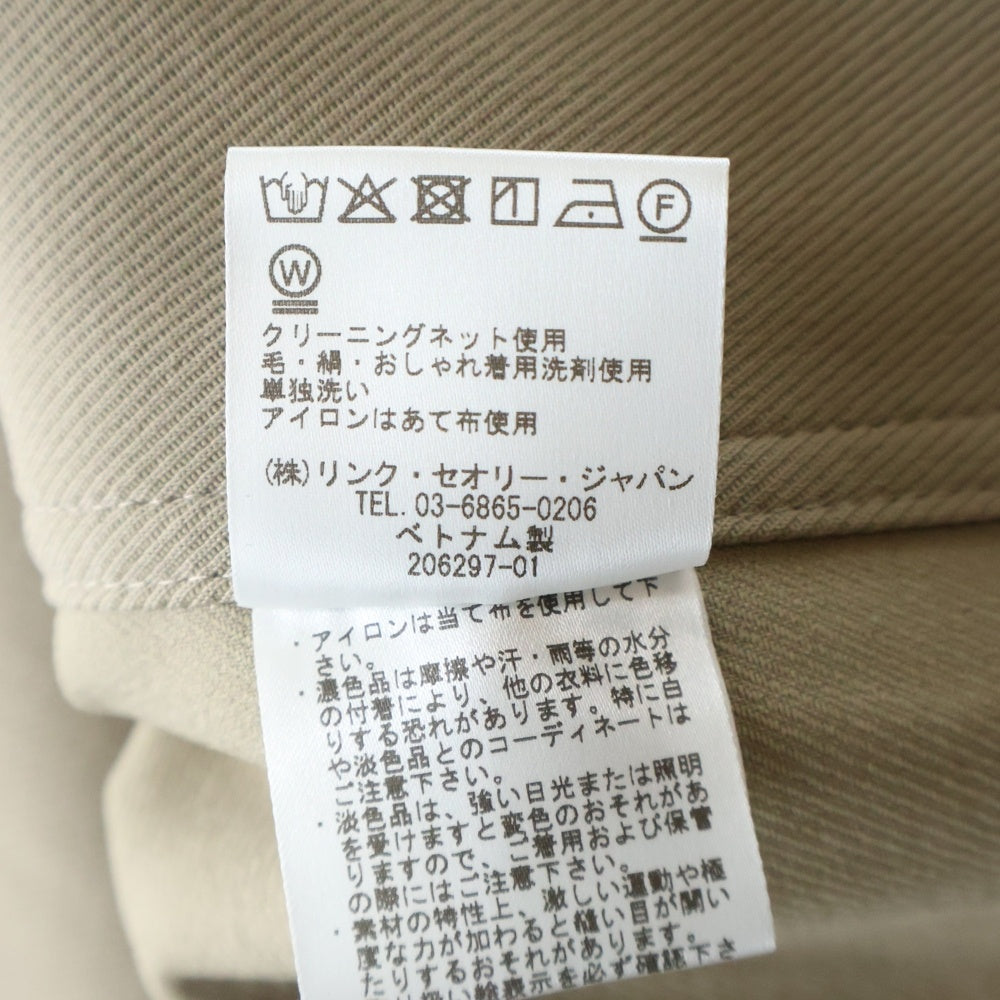 F
W
クリーニングネット使用
毛・絹・おしゃれ着用洗剤使用
単独洗い
アイロンはあて布使用
(株)リンク・セオリー・ジャパン
TEL. 03-6865-0206
ベトナム製
206297-01
・アイロンは当て布を使用して下
さい。
・濃色品は摩擦や汗・雨等の水分
の付着により、他の衣料に色移
りする恐れがあります。特に白
や淡色品とのコーディネートは
ご注意下さい。
・淡色品は、強い日光または照明
を受けますと変色のおそれがあ
りますので、ご着用および保管
の際にはご注意下さい。
素材の特性上、激しい運動や極
度な力が加わると縫い目が開い
たりするおそれがあります。